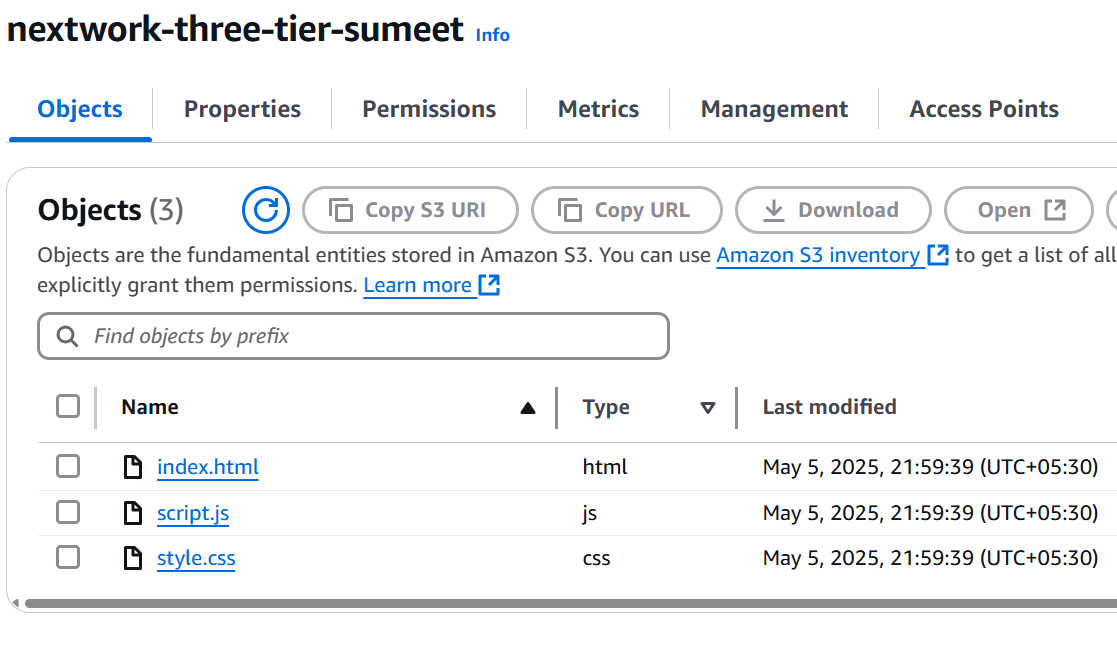 nextwork-three-tier-sumeet Info
Objects Properties Permissions Metrics Management Access Points
Objects (3) Copy S3 URI Copy URL Download Open
Objects are the fundamental entities stored in Amazon S3. You can use Amazon S3 inventory to get a list of all
explicitly grant them permissions. Learn more
Find objects by prefix
Name Type Last modified
index.html html May 5, 2025, 21:59:39 (UTC+05:30)
script.js js May 5, 2025, 21:59:39 (UTC+05:30)
style.css css May 5, 2025, 21:59:39 (UTC+05:30)